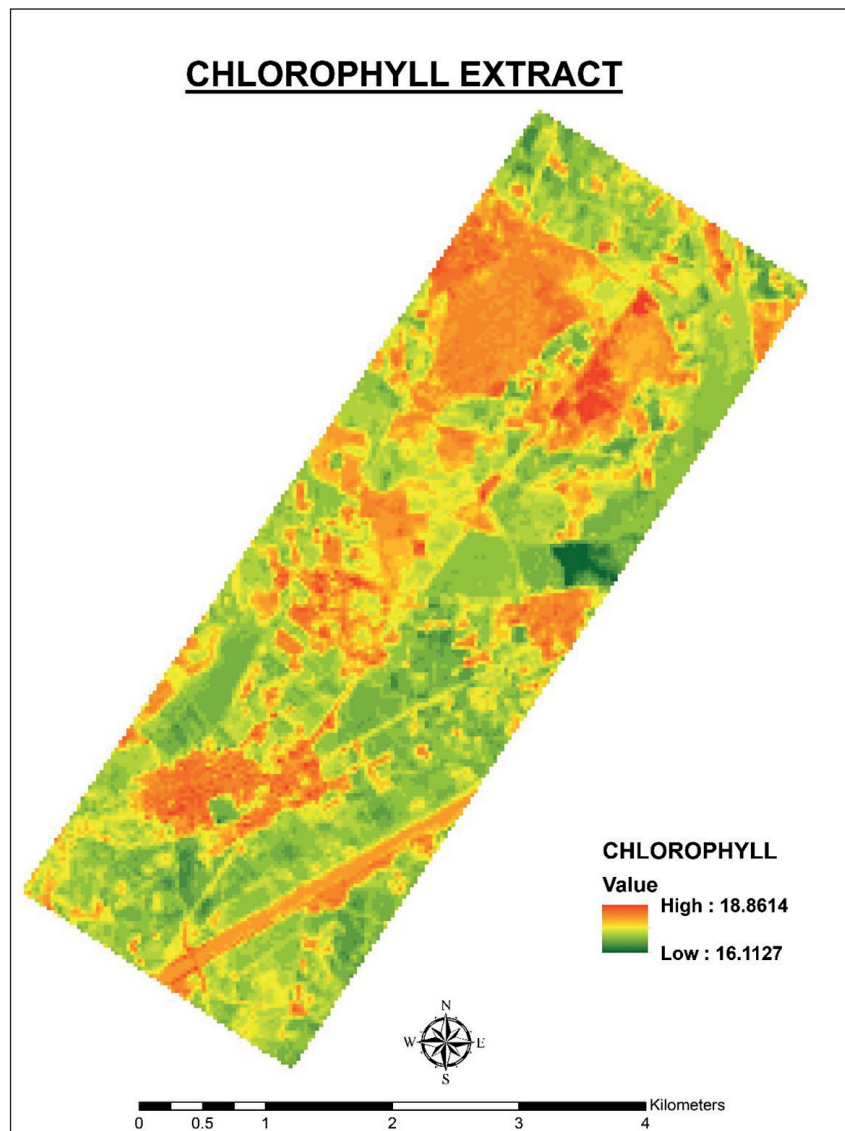 CHLOROPHYLL EXTRACT
CHLOROPHYLL
Value
High : 18.8614
Low : 16.1127
N
W E
S
Kilometers
0 0.5 1 2 3 4